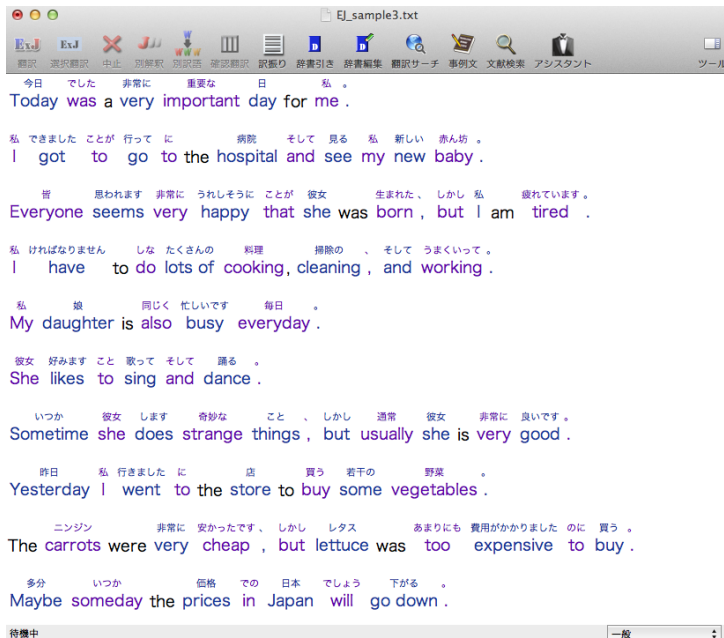 EJ_sample3.txt
ExJ ExJ
翻訳 選択翻訳 中止 別解釈 別訳語 確認翻訳 訳振り 辞書引き 辞書編集 翻訳サーチ 事例文 文献検索 アシスタント ツール
今日 でした 非常に 重要な 日 私 。
Today was a very important day for me .
私 できました ことが 行って に 病院 そして 見る 私 新しい 赤ん坊 。
I got to go to the hospital and see my new baby .
皆 思われます 非常に うれしそうに ことが 彼女 生まれた 、 しかし 私 疲れています 。
Everyone seems very happy that she was born , but I am tired .
私 ければなりません しな たくさんの 料理 掃除の 、 そして うまくいって 。
I have to do lots of cooking, cleaning , and working .
私 娘 同じく 忙しいです 毎日 。
My daughter is also busy everyday .
彼女 好みます こと 歌って そして 踊る 。
She likes to sing and dance .
いつか 彼女 します 奇妙な こと 、 しかし 通常 彼女 非常に 良いです 。
Sometime she does strange things , but usually she is very good .
昨日 私 行きました に 店 買う 若干の 野菜 。
Yesterday I went to the store to buy some vegetables .
ニンジン 非常に 安かったです 、 しかし レタス あまりにも 費用がかかりました のに 買う 。
The carrots were very cheap , but lettuce was too expensive to buy .
多分 いつか 価格 での 日本 でしょう 下がる 。
Maybe someday the prices in Japan will go down .
待機中 一般